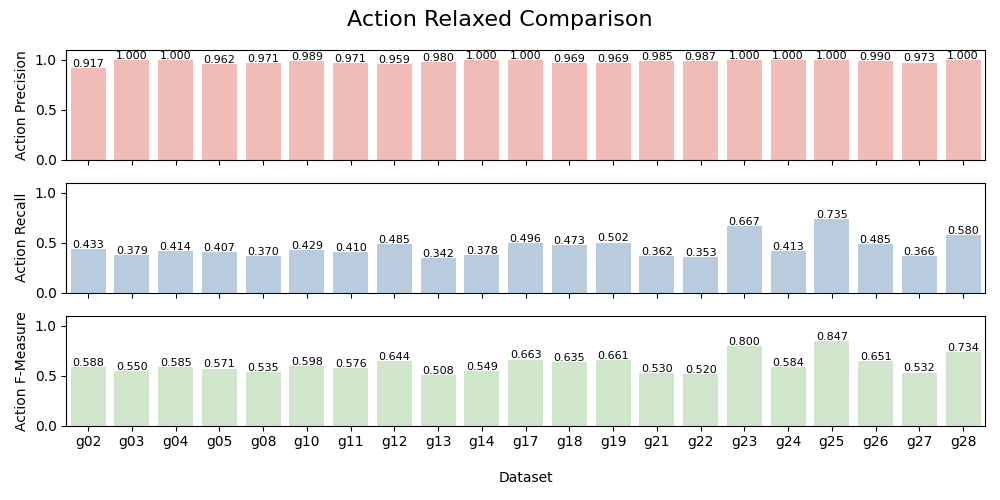 Action Relaxed Comparison
Action Precision
1.0
0.5
0.0
0.917 1.000 1.000 0.962 0.971 0.989 0.971 0.959 0.980 1.000 1.000 0.969 0.969 0.985 0.987 1.000 1.000 1.000 0.990 0.973 1.000
Action Recall
1.0
0.5
0.0
0.433 0.379 0.414 0.407 0.370 0.429 0.410 0.485 0.342 0.378 0.496 0.473 0.502 0.362 0.353 0.667 0.413 0.735 0.485 0.366 0.580
Action F-Measure
1.0
0.5
0.0
0.588 0.550 0.585 0.571 0.535 0.598 0.576 0.644 0.508 0.549 0.663 0.635 0.661 0.530 0.520 0.800 0.584 0.847 0.651 0.532 0.734
g02 g03 g04 g05 g08 g10 g11 g12 g13 g14 g17 g18 g19 g21 g22 g23 g24 g25 g26 g27 g28
Dataset